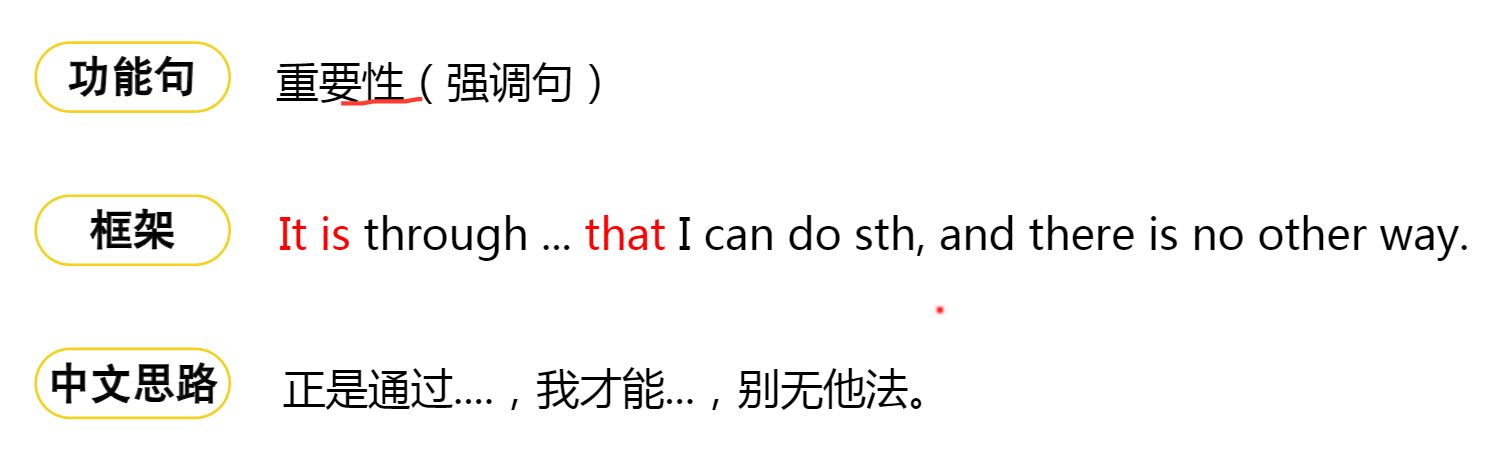 功能句 重要性（强调句）
框架 It is through ... that I can do sth, and there is no other way.
中文思路 正是通过....，我才能...，别无他法。